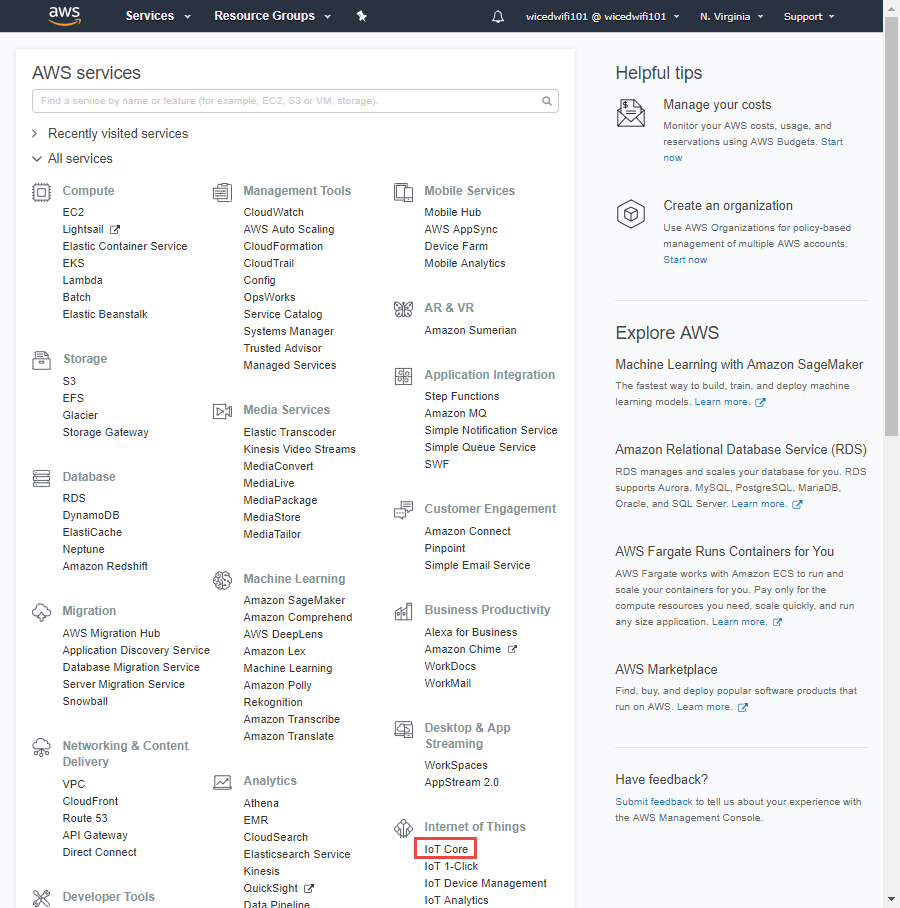 aws
Services
Resource Groups
wicedwifi101 @ wicedwifi101
N. Virginia
Support
AWS services
Find a service by name or feature (for example, EC2, S3 or VM, storage).
Recently visited services
All services
Compute
EC2
Lightsail
Elastic Container Service
EKS
Lambda
Batch
Elastic Beanstalk
Storage
S3
EFS
Glacier
Storage Gateway
Database
RDS
DynamoDB
ElastiCache
Neptune
Amazon Redshift
Migration
AWS Migration Hub
Application Discovery Service
Database Migration Service
Server Migration Service
Snowball
Networking & Content
Delivery
VPC
CloudFront
Route 53
API Gateway
Direct Connect
Developer Tools
Management Tools
CloudWatch
AWS Auto Scaling
CloudFormation
CloudTrail
Config
OpsWorks
Service Catalog
Systems Manager
Trusted Advisor
Managed Services
Media Services
Elastic Transcoder
Kinesis Video Streams
MediaConvert
MediaLive
MediaPackage
MediaStore
MediaTailor
Machine Learning
Amazon SageMaker
Amazon Comprehend
AWS DeepLens
Amazon Lex
Machine Learning
Amazon Polly
Rekognition
Amazon Transcribe
Amazon Translate
Analytics
Athena
EMR
CloudSearch
Elasticsearch Service
Kinesis
QuickSight
Data Pipeline
Mobile Services
Mobile Hub
AWS AppSync
Device Farm
Mobile Analytics
AR & VR
Amazon Sumerian
Application Integration
Step Functions
Amazon MQ
Simple Notification Service
Simple Queue Service
SWF
Customer Engagement
Amazon Connect
Pinpoint
Simple Email Service
Business Productivity
Alexa for Business
Amazon Chime
WorkDocs
WorkMail
Desktop & App
Streaming
WorkSpaces
AppStream 2.0
Internet of Things
IoT Core
IoT 1-Click
IoT Device Management
IoT Analytics
Helpful tips
Manage your costs
Monitor your AWS costs, usage, and
reservations using AWS Budgets. Start
now
Create an organization
Use AWS Organizations for policy-based
management of multiple AWS accounts.
Start now
Explore AWS
Machine Learning with Amazon SageMaker
The fastest way to build, train, and deploy machine
learning models. Learn more.
Amazon Relational Database Service (RDS)
RDS manages and scales your database for you. RDS
supports Aurora, MySQL, PostgreSQL, MariaDB,
Oracle, and SQL Server. Learn more.
AWS Fargate Runs Containers for You
AWS Fargate works with Amazon ECS to run and
scale your containers for you. Pay only for the
compute resources you need, scale quickly, and run
any size application. Learn more.
AWS Marketplace
Find, buy, and deploy popular software products that
run on AWS. Learn more.
Have feedback?
Submit feedback to tell us about your experience with
the AWS Management Console.